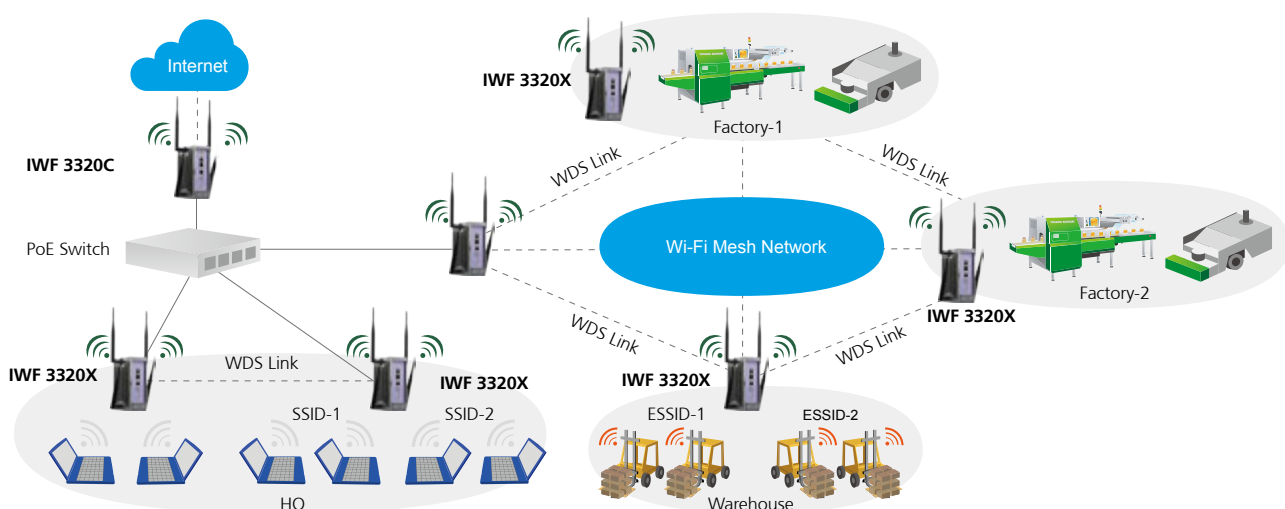 Internet
IWF 3320C
PoE Switch
IWF 3320X
Factory-1
WDS Link
WDS Link
Wi-Fi Mesh Network
IWF 3320X
Factory-2
WDS Link
WDS Link
IWF 3320X
WDS Link
IWF 3320X
SSID-1
SSID-2
HQ
IWF 3320X
ESSID-1
ESSID-2
Warehouse